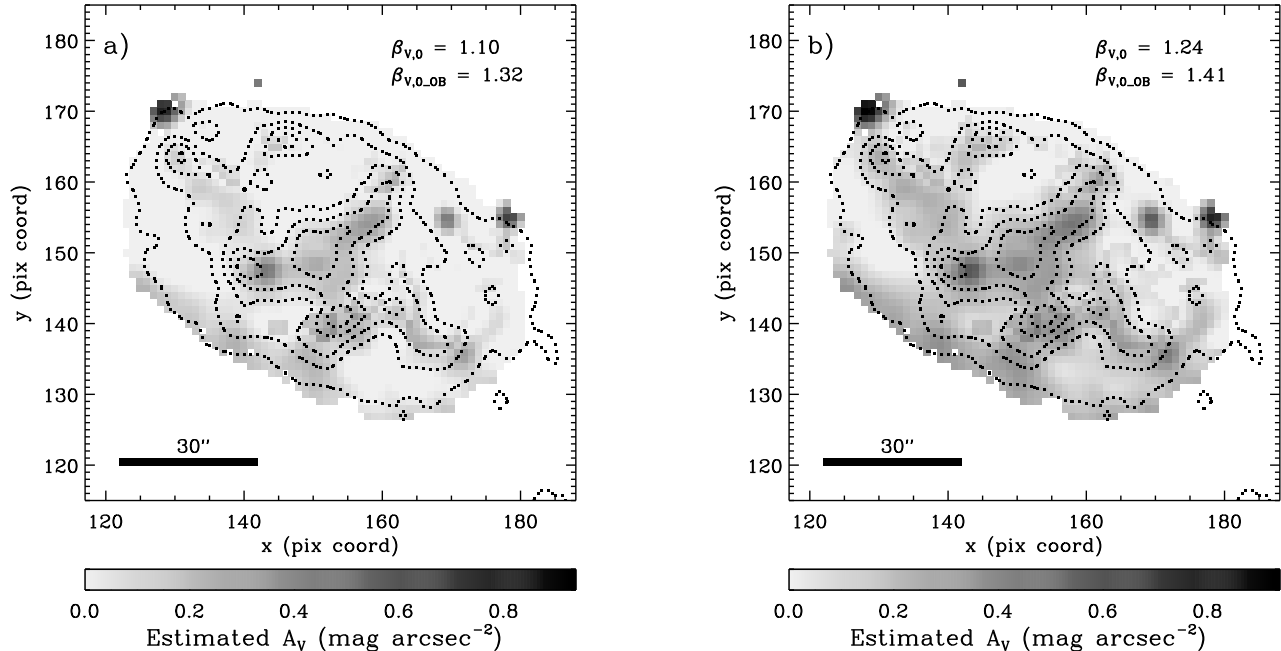 a)
β_V,0 = 1.10
β_V,0_OB = 1.32
180
170
160
150
140
130
120
y (pix coord)
30″
120 140 160 180
x (pix coord)
0.0 0.2 0.4 0.6 0.8
Estimated A_V (mag arcsec⁻²)
b)
β_V,0 = 1.24
β_V,0_OB = 1.41
180
170
160
150
140
130
120
y (pix coord)
30″
120 140 160 180
x (pix coord)
0.0 0.2 0.4 0.6 0.8
Estimated A_V (mag arcsec⁻²)